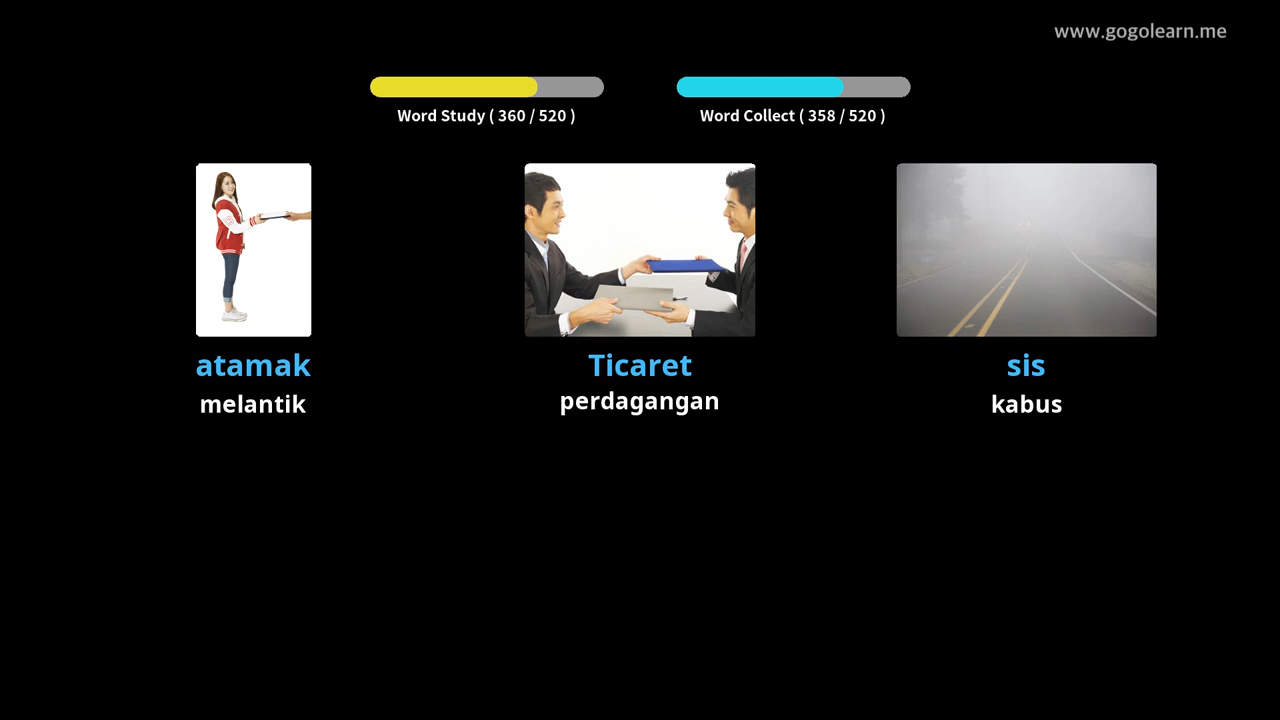 www.gogolearn.me
Word Study ( 360 / 520 )
Word Collect ( 358 / 520 )
atamak
melantik
Ticaret
perdagangan
sis
kabus